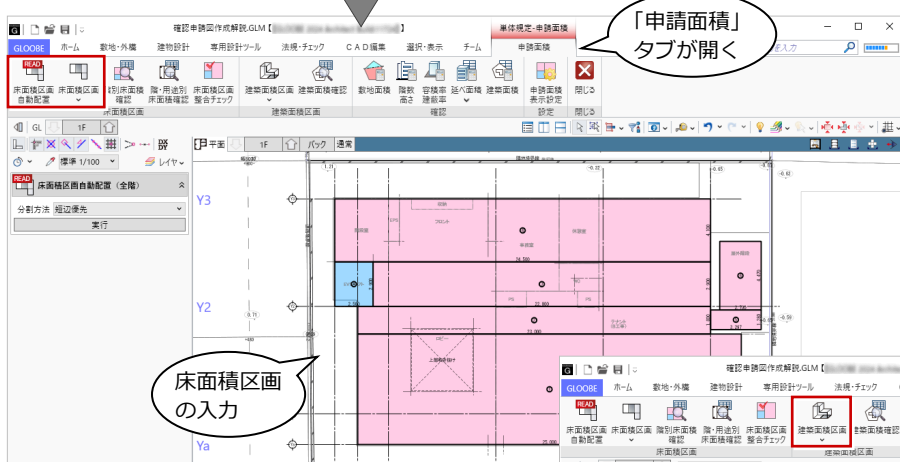 「申請面積」
タブが開く
確認申請図作成解説.GLM【
】
単体規定-申請面積
GLOOBE
ホーム
敷地・外構
建物設計
専用設計ツール
法規・チェック
ＣＡＤ編集
選択・表示
チーム
申請面積
を入力
READ
床面積区画
自動配置
床面積区画
階別床面積
確認
階・用途別
床面積確認
床面積区画
整合チェック
建築面積区画
建築面積確認
敷地面積
階数
高さ
容積率
建蔽率
延べ面積
建築面積
申請面積
表示設定
閉じる
床面積区画
建築面積区画
確認
設定
閉じる
GL
1F
標準 1/100
レイヤ
READ
床面積区画自動配置（全階）
分割方法
短辺優先
実行
平面
1F
バック
通常
Y3
Y2
Ya
床面積区画
の入力
確認申請図作成解説.GLM【
GLOOBE
ホーム
敷地・外構
建物設計
専用設計ツール
法規・チェック
READ
床面積区画
自動配置
床面積区画
階別床面積
確認
階・用途別
床面積確認
床面積区画
整合チェック
建築面積区画
建築面積確認
床面積区画
建築面積区画